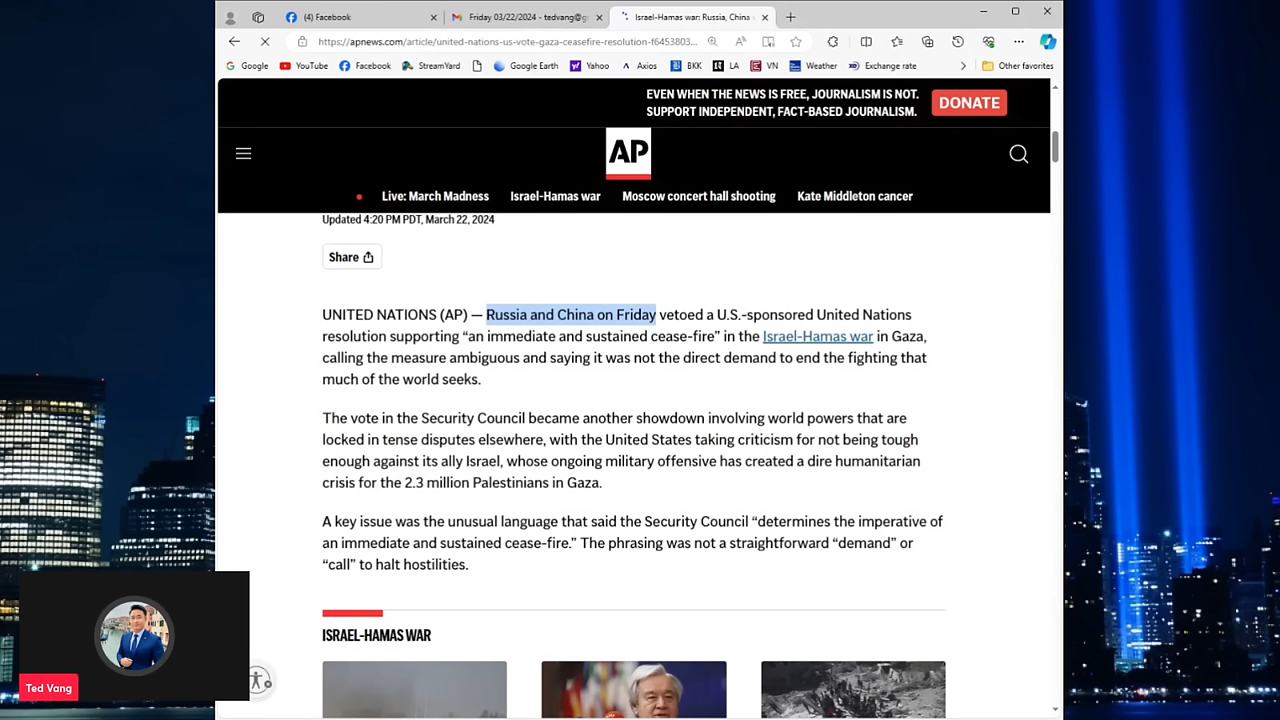 (4) Facebook
Friday 03/22/2024 - tedvang@g
Israel-Hamas war: Russia, China
https://apnews.com/article/united-nations-us-vote-gaza-ceasefire-resolution-f6453803...
Google YouTube Facebook StreamYard Google Earth Yahoo Axios BKK LA VN Weather Exchange rate Other favorites
EVEN WHEN THE NEWS IS FREE, JOURNALISM IS NOT.
SUPPORT INDEPENDENT, FACT-BASED JOURNALISM.
DONATE
AP
Live: March Madness Israel-Hamas war Moscow concert hall shooting Kate Middleton cancer
Updated 4:20 PM PDT, March 22, 2024
Share
UNITED NATIONS (AP) — Russia and China on Friday vetoed a U.S.-sponsored United Nations
resolution supporting “an immediate and sustained cease-fire” in the Israel-Hamas war in Gaza,
calling the measure ambiguous and saying it was not the direct demand to end the fighting that
much of the world seeks.
The vote in the Security Council became another showdown involving world powers that are
locked in tense disputes elsewhere, with the United States taking criticism for not being tough
enough against its ally Israel, whose ongoing military offensive has created a dire humanitarian
crisis for the 2.3 million Palestinians in Gaza.
A key issue was the unusual language that said the Security Council “determines the imperative of
an immediate and sustained cease-fire.” The phrasing was not a straightforward “demand” or
“call” to halt hostilities.
ISRAEL-HAMAS WAR
Ted Vang